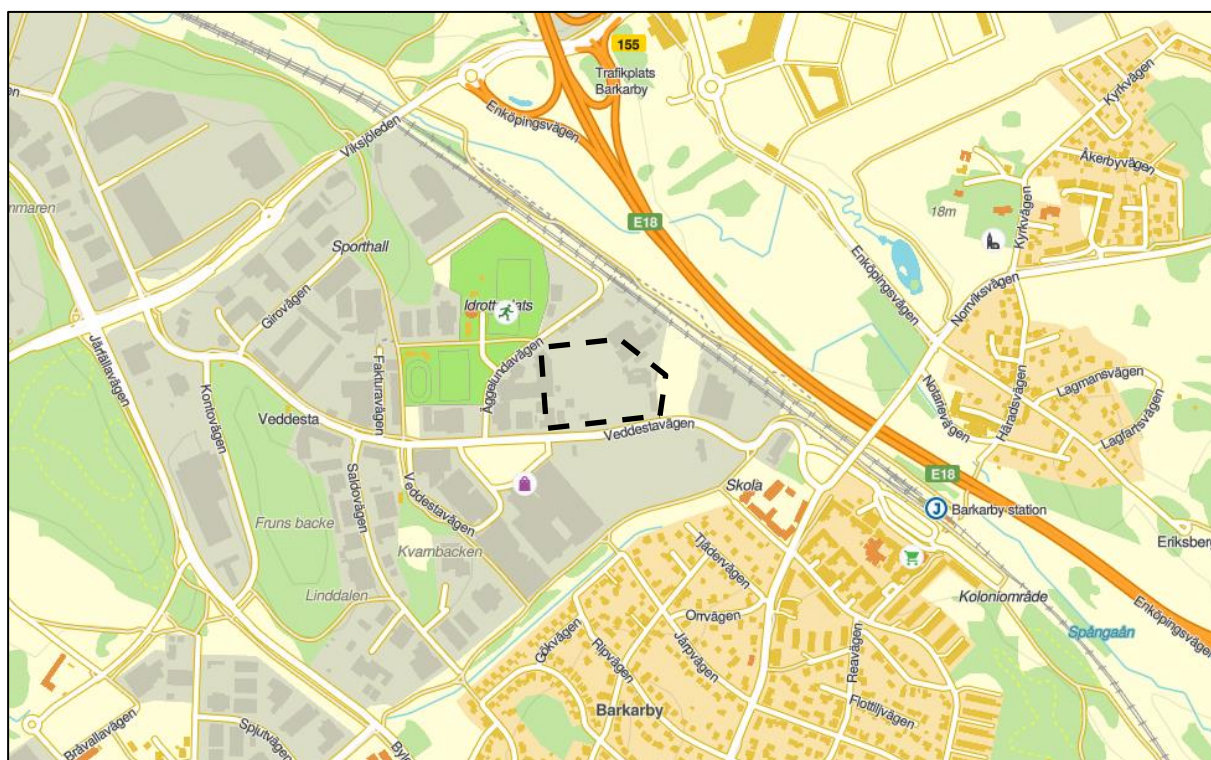 155
Trafikplats
Barkarby
Enköpingsvägen
Viksjöleden
Kyrkvägen
Åkerbyvägen
18m
Kyrkvägen
E18
Sporthall
Enköpingsvägen
Norrviksvägen
Girovägen
Idrottsplats
Järfällavägen
Kontovägen
Fakturavägen
Äggelundavägen
Lagmansvägen
Häradsvägen
Notarievägen
Lagfartsvägen
Veddesta
Veddestavägen
Saldovägen
Veddestavägen
Skola
E18
J
Barkarby station
Fruns backe
Kvarnbacken
Eriksberg
Tjädervägen
Linddalen
Orrvägen
Koloniområde
Enköpingsvägen
Gökvägen
Ripvägen
Järpvägen
Reavägen
Spångaån
Barkarby
Flottiljvägen
Bråvallavägen
Spjutvägen